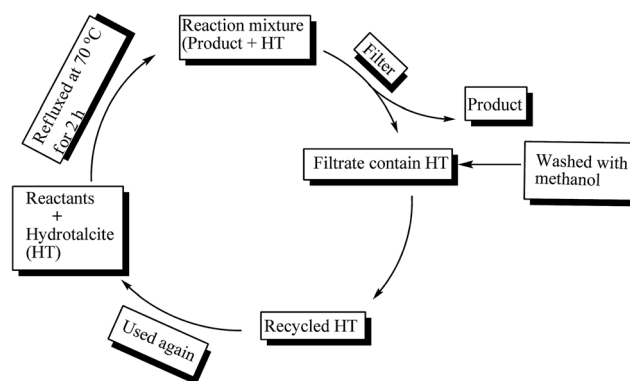 Reaction mixture
(Product + HT
Filter
Product
Filtrate contain HT
Washed with
methanol
Recycled HT
Used again
Reactants
+
Hydrotalcite
(HT)
Refluxed at 70 °C
for 2 h